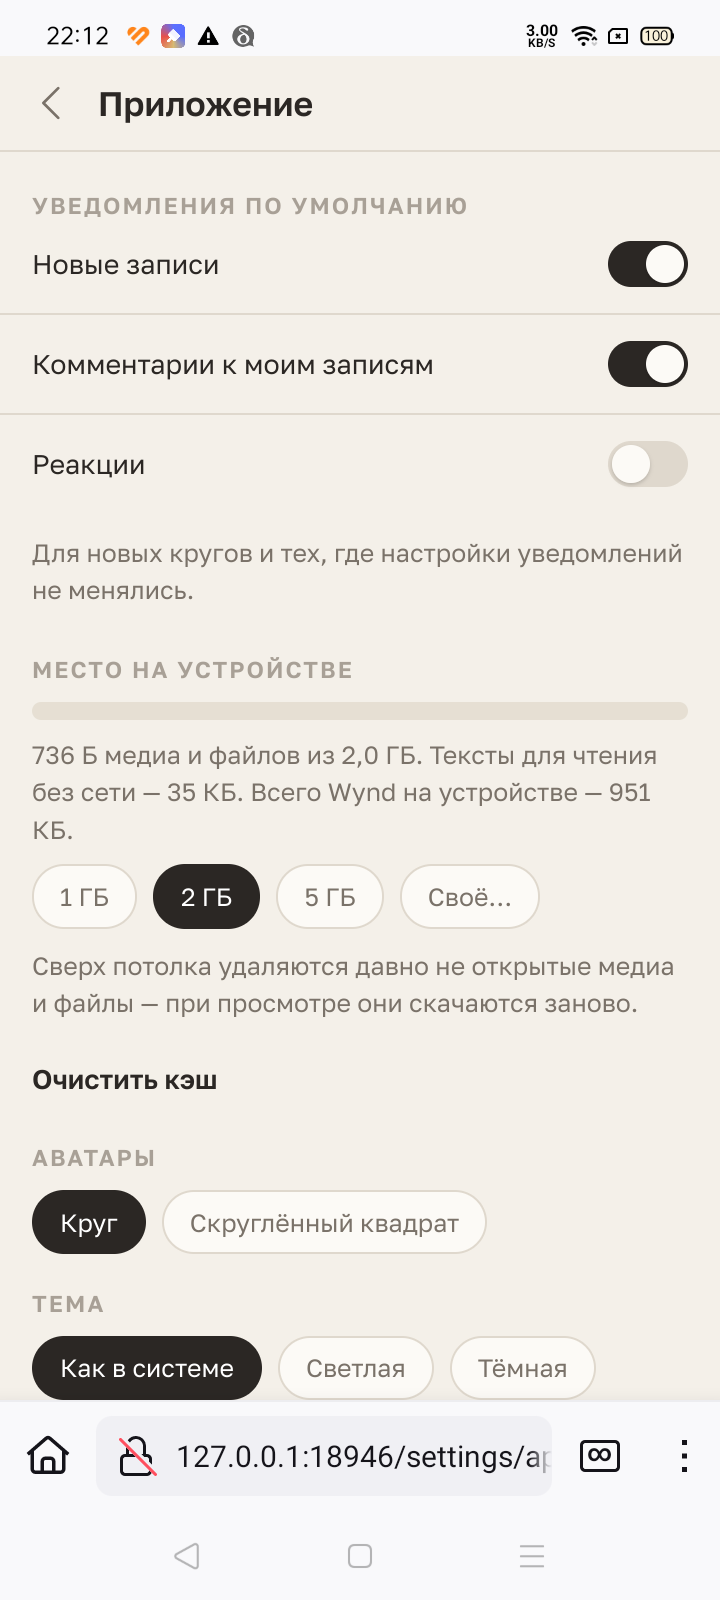 22:12
3.00
KB/S
100
Приложение
УВЕДОМЛЕНИЯ ПО УМОЛЧАНИЮ
Новые записи
Комментарии к моим записям
Реакции
Для новых кругов и тех, где настройки уведомлений
не менялись.
МЕСТО НА УСТРОЙСТВЕ
736 Б медиа и файлов из 2,0 ГБ. Тексты для чтения
без сети — 35 КБ. Всего Wynd на устройстве — 951
КБ.
1 ГБ
2 ГБ
5 ГБ
Своё...
Сверх потолка удаляются давно не открытые медиа
и файлы — при просмотре они скачаются заново.
Очистить кэш
АВАТАРЫ
Круг
Скруглённый квадрат
ТЕМА
Как в системе
Светлая
Тёмная
127.0.0.1:18946/settings/ap